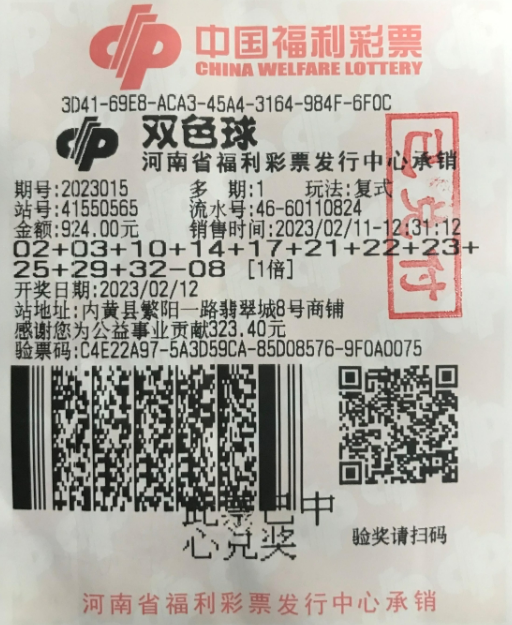 中国福利彩票
CHINA WELFARE LOTTERY
3D41-69E8-ACA3-45A4-3164-984F-6F0C
双色球
河南省福利彩票发行中心承销
期号:2023015 多 期:1 玩法:复式
站号:41550565 流水号:46-60110824
金额:924.00元 销售时间:2023/02/11-12:31:12
02+03+10+14+17+21+22+23+
25+29+32-08 [1倍]
开奖日期:2023/02/12
站地址:内黄县繁阳一路翡翠城8号商铺
感谢您为公益事业贡献323.40元
验票码:C4E22A97-5A3D59CA-85D08576-9F0A0075
已兑付
此票已中
心兑奖
验奖请扫码
河南省福利彩票发行中心承销